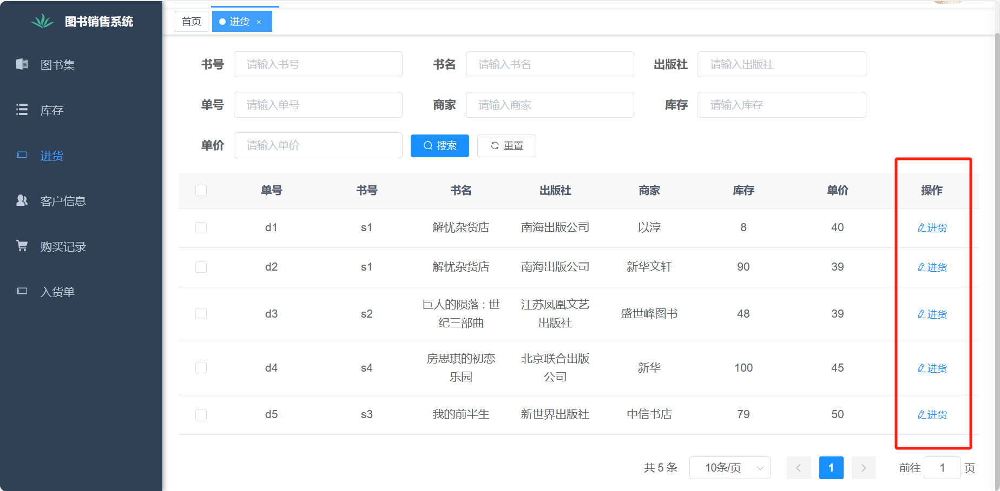 图书销售系统
图书集
库存
进货
客户信息
购买记录
入货单
首页
进货 ×
书号 请输入书号 书名 请输入书名 出版社 请输入出版社
单号 请输入单号 商家 请输入商家 库存 请输入库存
单价 请输入单价 搜索 重置
单号 书号 书名 出版社 商家 库存 单价 操作
d1 s1 解忧杂货店 南海出版公司 以淳 8 40 进货
d2 s1 解忧杂货店 南海出版公司 新华文轩 90 39 进货
d3 s2 巨人的陨落：世纪三部曲 江苏凤凰文艺出版社 盛世峰图书 48 39 进货
d4 s4 房思琪的初恋乐园 北京联合出版公司 新华 100 45 进货
d5 s3 我的前半生 新世界出版社 中信书店 79 50 进货
共 5 条 10条/页 1 前往 1 页